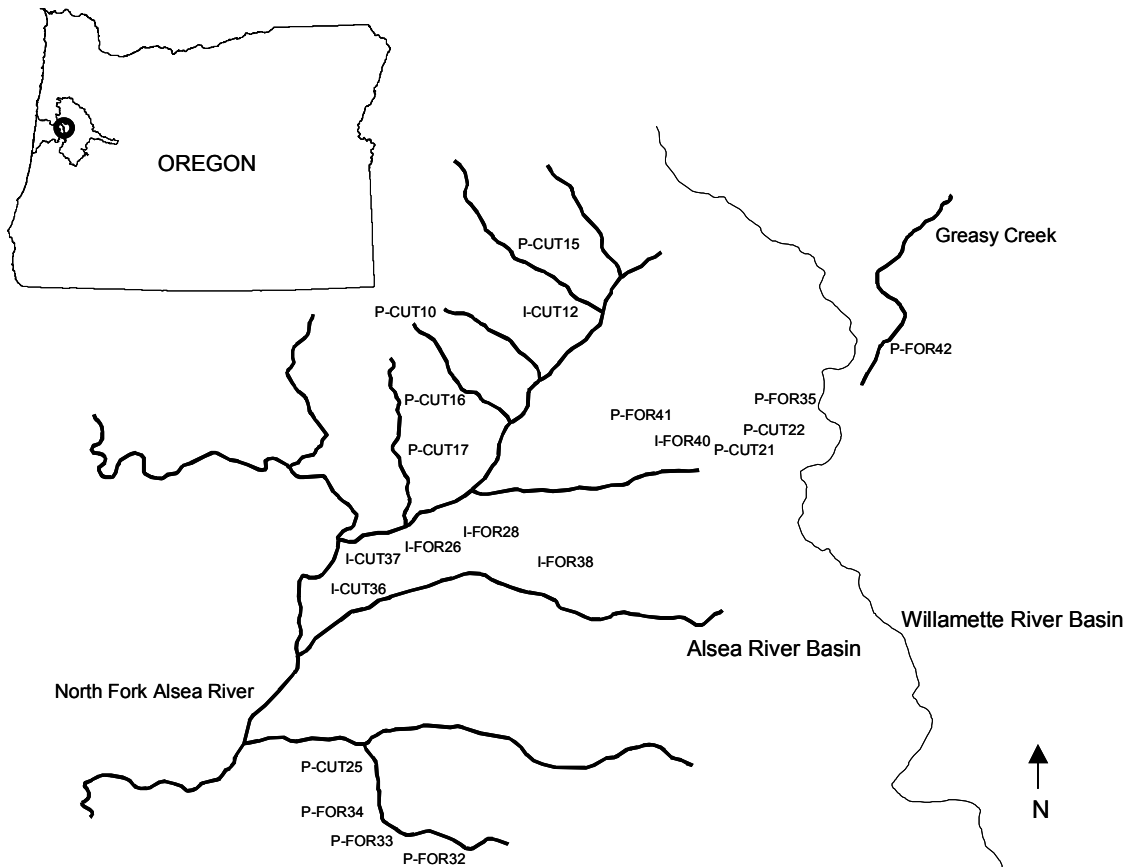 OREGON
P-CUT15
Greasy Creek
P-CUT10
I-CUT12
P-FOR42
P-CUT16
P-FOR35
P-FOR41
P-CUT22
I-FOR40
P-CUT21
P-CUT17
I-FOR28
I-FOR26
I-CUT37
I-FOR38
I-CUT36
Willamette River Basin
Alsea River Basin
North Fork Alsea River
P-CUT25
P-FOR34
P-FOR33
P-FOR32
N